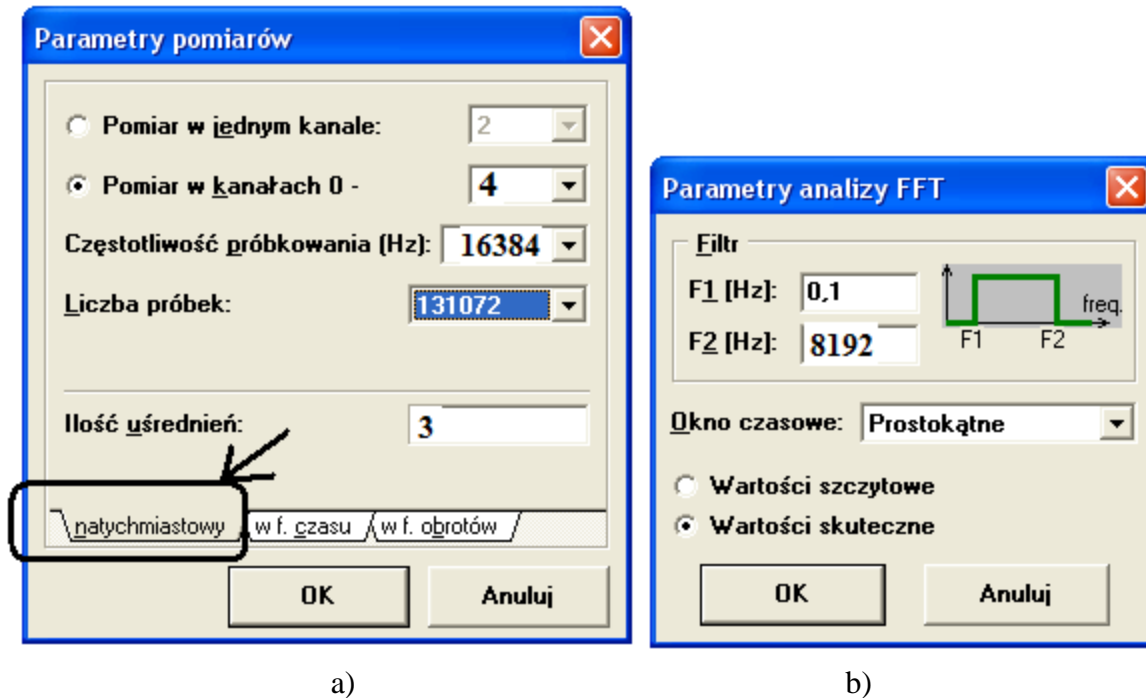 Parametry pomiarów
Pomiar w jednym kanale: 2
Pomiar w kanałach 0 - 4
Częstotliwość próbkowania (Hz): 16384
Liczba próbek: 131072
Ilość uśrednień: 3
natychmiastowy w f. czasu w f. obrotów
OK Anuluj
a)
Parametry analizy FFT
Filtr
F1 [Hz]: 0,1
F2 [Hz]: 8192
freq.
F1 F2
Okno czasowe: Prostokątne
Wartości szczytowe
Wartości skuteczne
OK Anuluj
b)